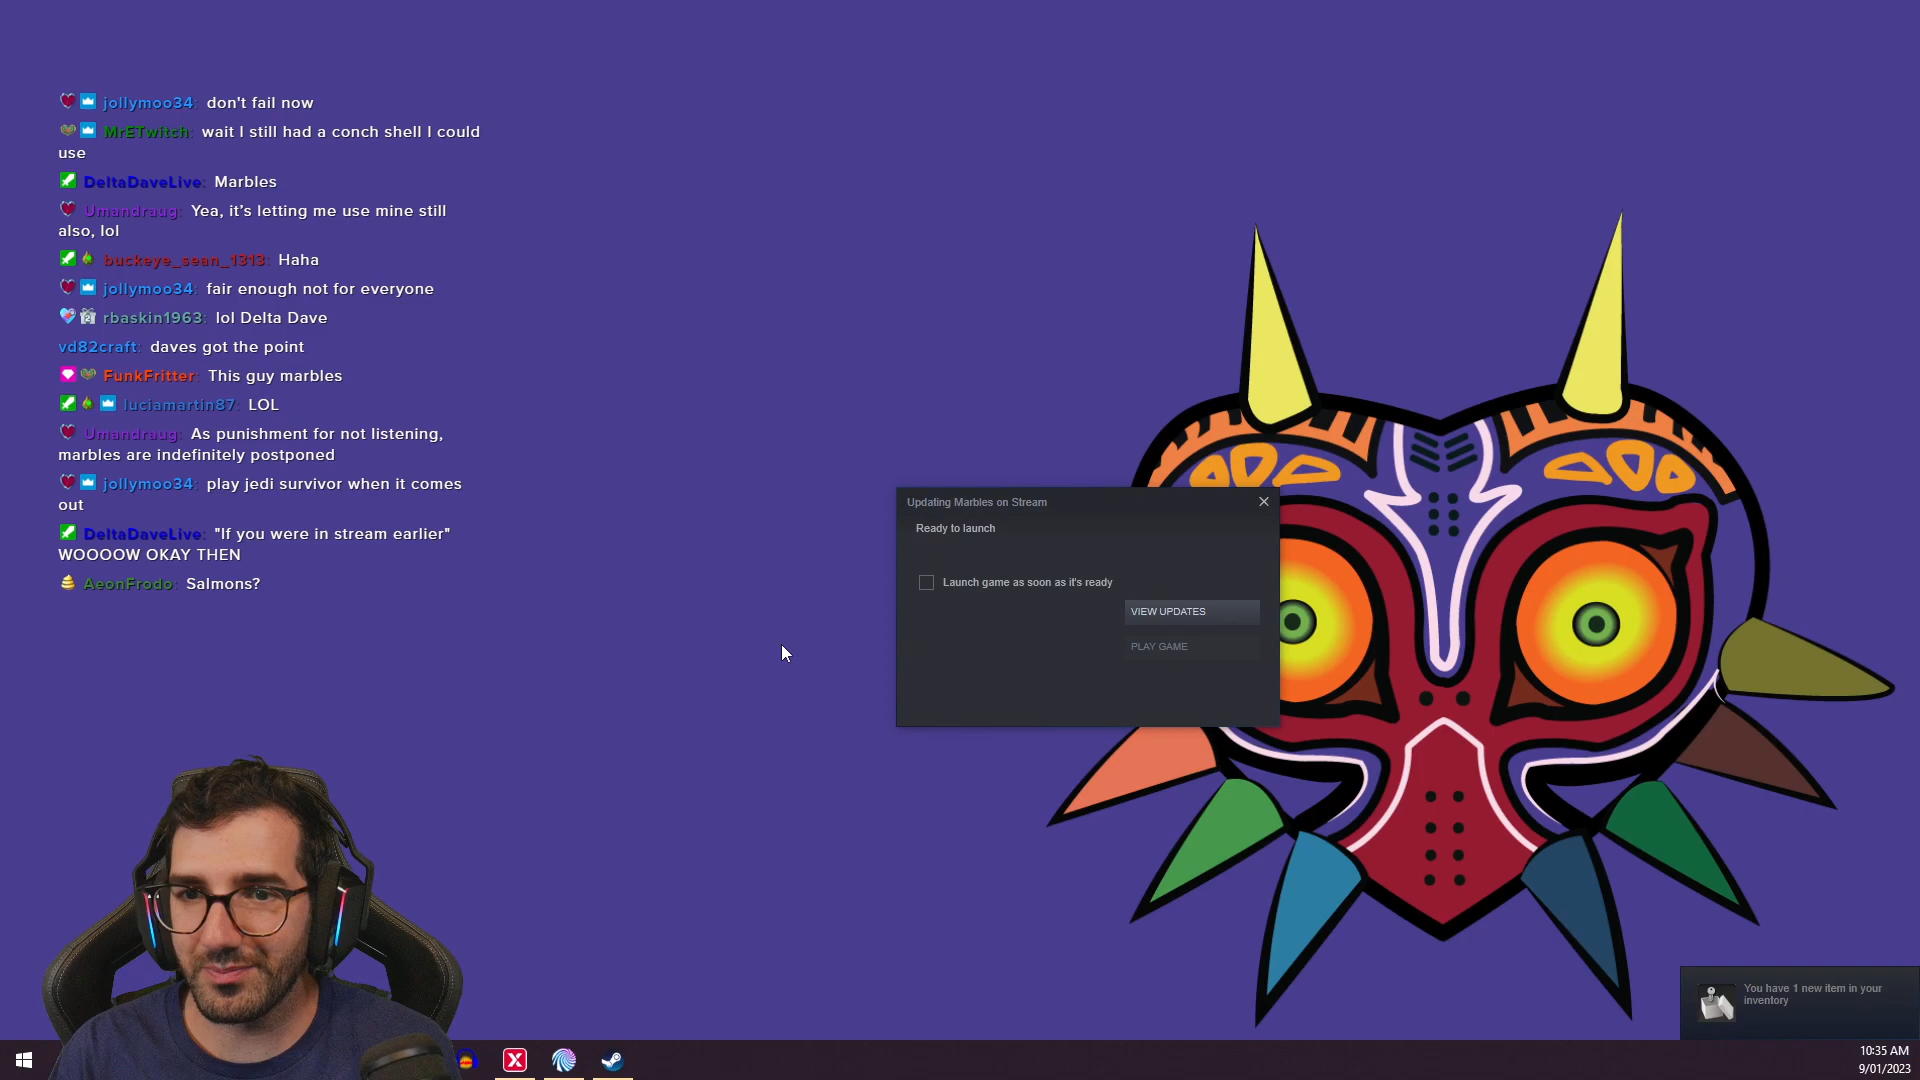 jollymoo34: don't fail now
MrETwitch: wait I still had a conch shell I could
use
DeltaDaveLive: Marbles
Umandraug: Yea, it's letting me use mine still
also, lol
buckeye_sean_1313: Haha
jollymoo34: fair enough not for everyone
rbaskin1963: lol Delta Dave
vd82craft: daves got the point
FunkFritter: This guy marbles
luciamartin87: LOL
Umandraug: As punishment for not listening,
marbles are indefinitely postponed
jollymoo34: play jedi survivor when it comes
out
DeltaDaveLive: "If you were in stream earlier"
WOOOOW OKAY THEN
AeonFrodo: Salmons?
Updating Marbles on Stream
Ready to launch
Launch game as soon as it's ready
VIEW UPDATES
PLAY GAME
You have 1 new item in your
inventory
10:35 AM
9/01/2023